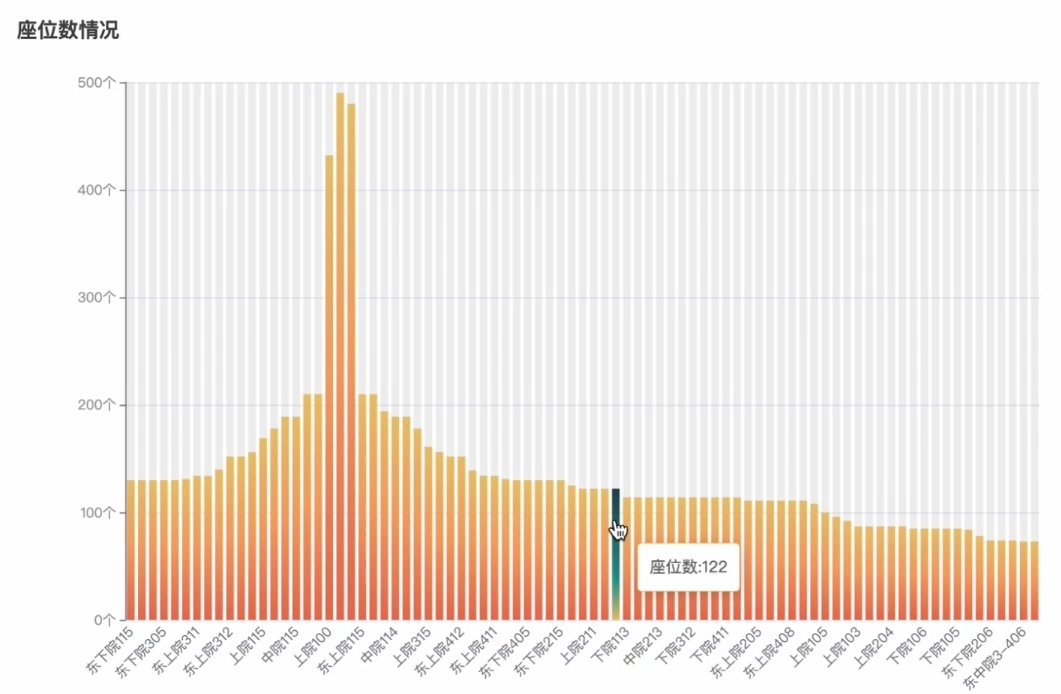 座位数情况
500个
400个
300个
200个
100个
0个
座位数:122
东下院115
东下院305
东上院311
东上院312
上院115
中院115
上院100
东上院115
中院114
上院315
东上院412
东上院411
东下院405
东下院215
上院211
下院113
中院213
下院312
下院411
东上院205
东上院408
上院105
上院103
上院204
下院106
下院105
东下院206
东中院3-406